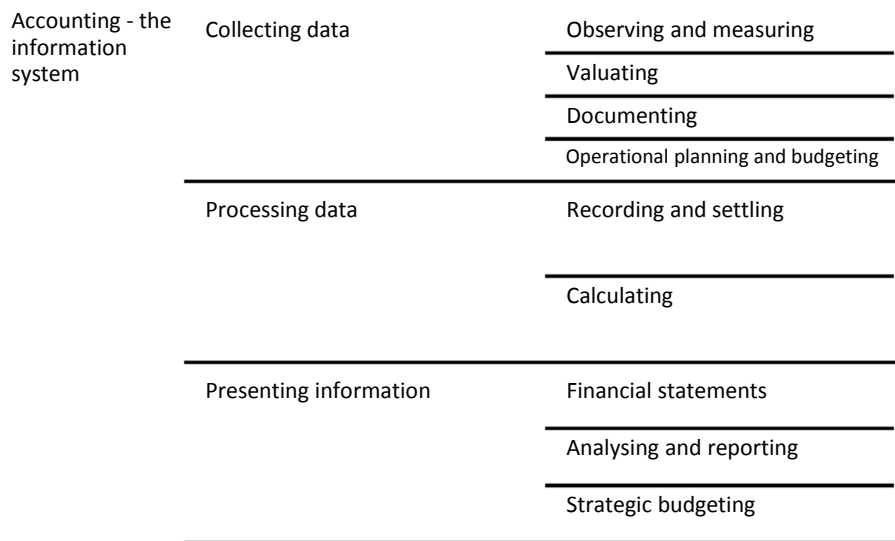 Accounting - the
information
system
Collecting data
Observing and measuring
Valuating
Documenting
Operational planning and budgeting
Processing data
Recording and settling
Calculating
Presenting information
Financial statements
Analysing and reporting
Strategic budgeting